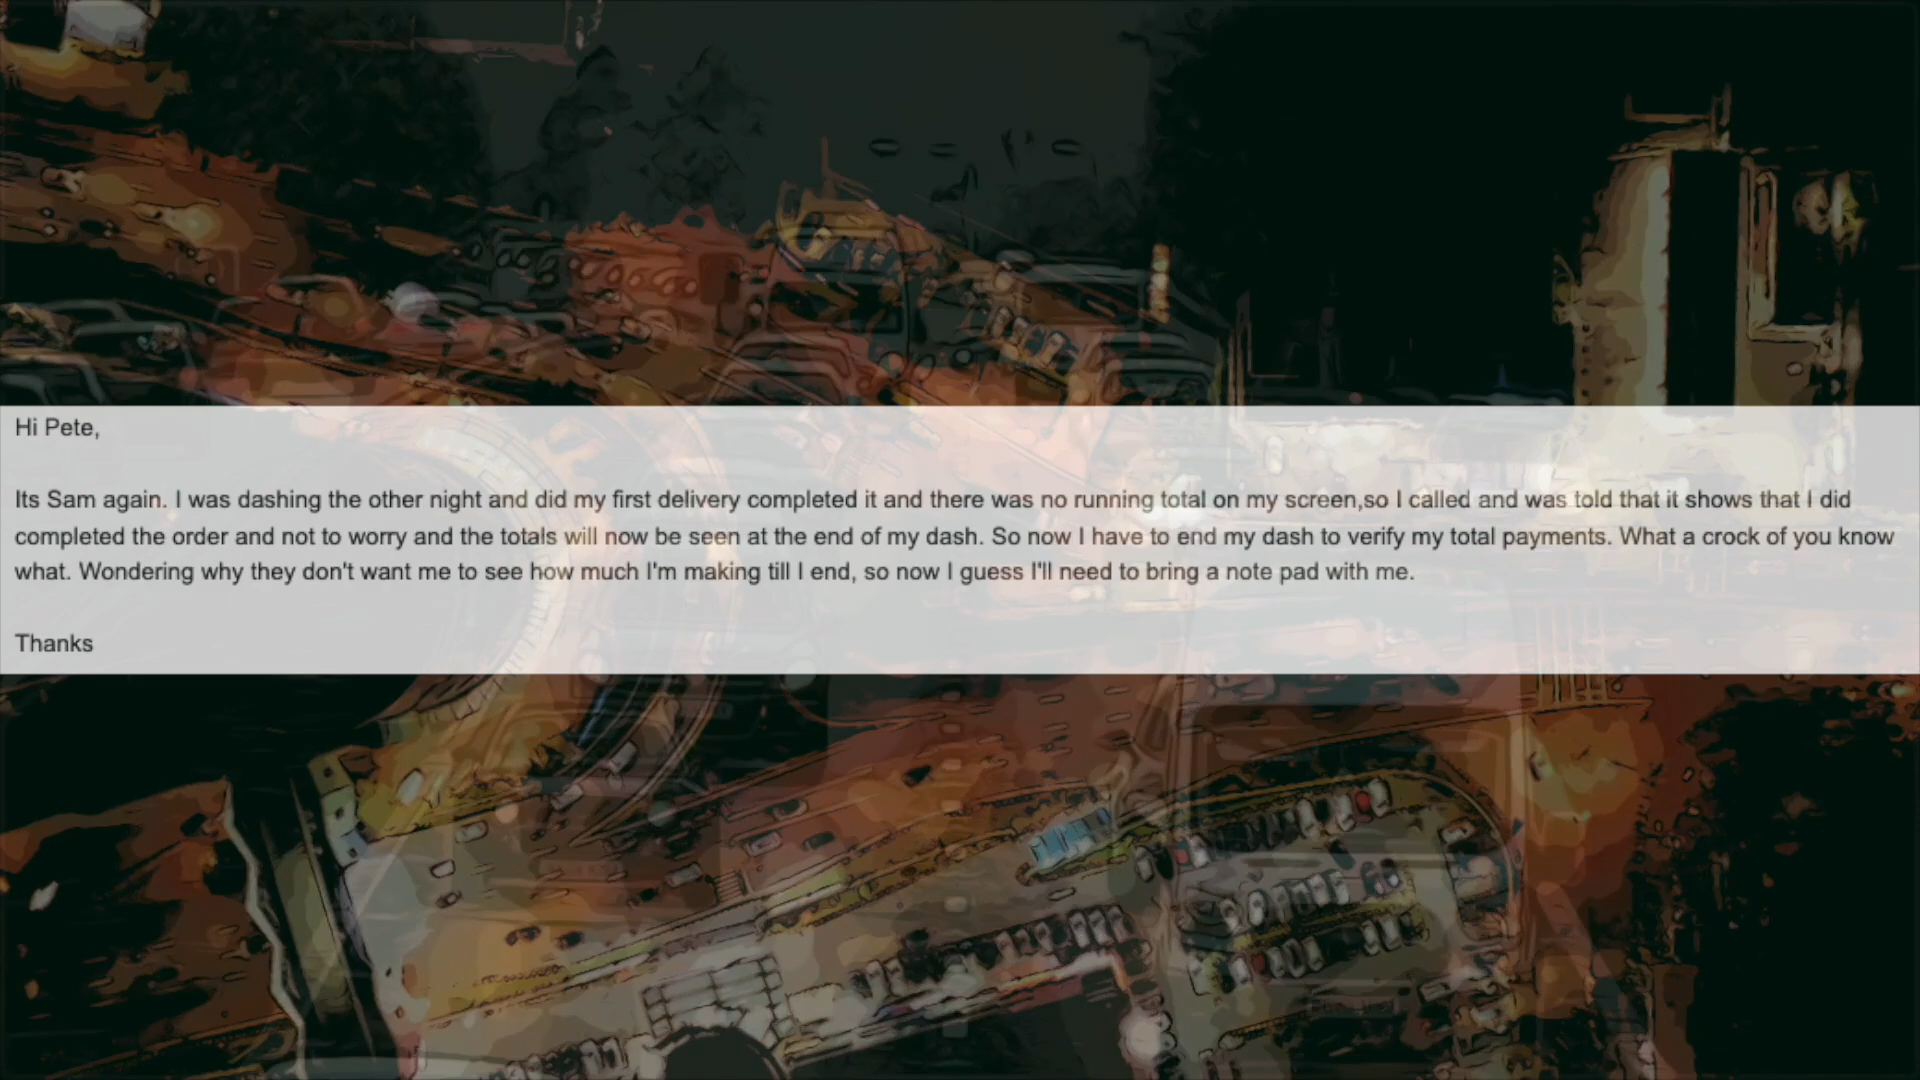 Hi Pete,
Its Sam again. I was dashing the other night and did my first delivery completed it and there was no running total on my screen,so I called and was told that it shows that I did
completed the order and not to worry and the totals will now be seen at the end of my dash. So now I have to end my dash to verify my total payments. What a crock of you know
what. Wondering why they don't want me to see how much I'm making till I end, so now I guess I'll need to bring a note pad with me.
Thanks